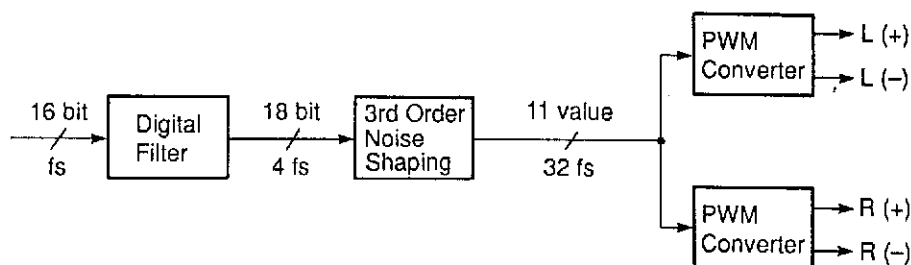 16 bit
fs
Digital
Filter
18 bit
4 fs
3rd Order
Noise
Shaping
11 value
32 fs
PWM
Converter
L (+)
L (–)
PWM
Converter
R (+)
R (–)